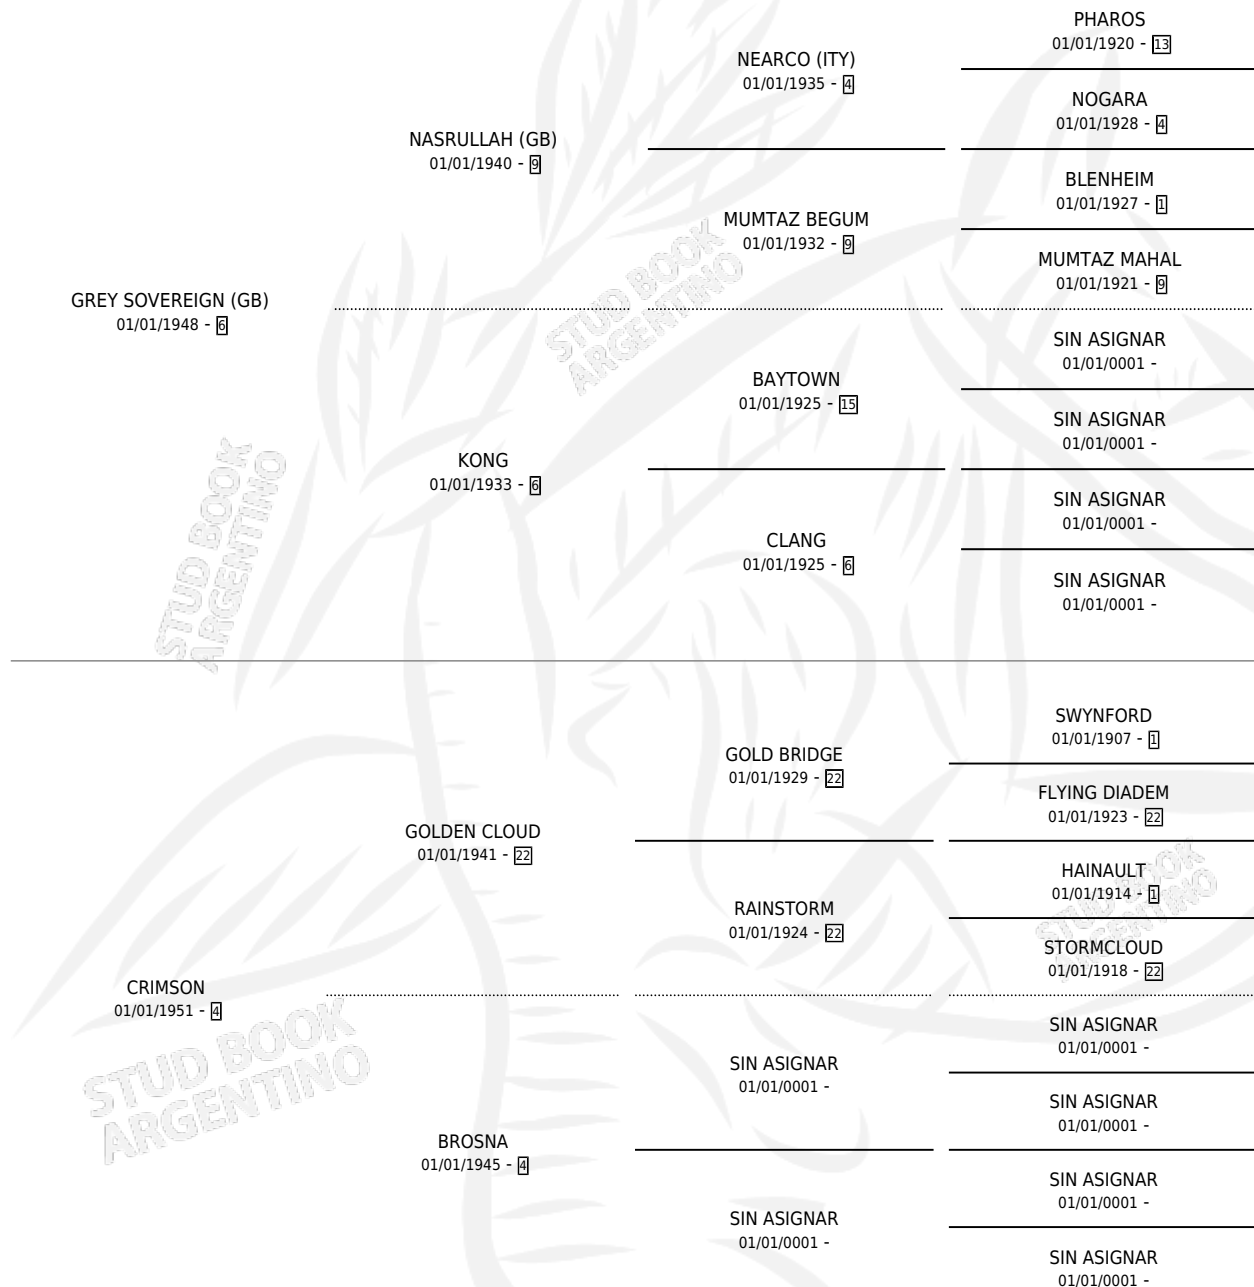 PHAROS
01/01/1920 - 13
NEARCO (ITY)
01/01/1935 - 4
NOGARA
01/01/1928 - 4
NASRULLAH (GB)
01/01/1940 - 9
BLENHEIM
01/01/1927 - 1
MUMTAZ BEGUM
01/01/1932 - 9
MUMTAZ MAHAL
01/01/1921 - 9
GREY SOVEREIGN (GB)
01/01/1948 - 6
SIN ASIGNAR
01/01/0001 -
BAYTOWN
01/01/1925 - 15
SIN ASIGNAR
01/01/0001 -
KONG
01/01/1933 - 6
SIN ASIGNAR
01/01/0001 -
CLANG
01/01/1925 - 6
SIN ASIGNAR
01/01/0001 -
STUD BOOK
ARGENTINO
STUD BOOK
ARGENTINO
SWYNFORD
01/01/1907 - 1
GOLD BRIDGE
01/01/1929 - 22
FLYING DIADEM
01/01/1923 - 22
GOLDEN CLOUD
01/01/1941 - 22
HAINAULT
01/01/1914 - 1
RAINSTORM
01/01/1924 - 22
STORMCLOUD
01/01/1918 - 22
STUD BOOK
ARGENTINO
CRIMSON
01/01/1951 - 4
SIN ASIGNAR
01/01/0001 -
SIN ASIGNAR
01/01/0001 -
SIN ASIGNAR
01/01/0001 -
BROSNA
01/01/1945 - 4
SIN ASIGNAR
01/01/0001 -
SIN ASIGNAR
01/01/0001 -
SIN ASIGNAR
01/01/0001 -
STUD BOOK
ARGENTINO